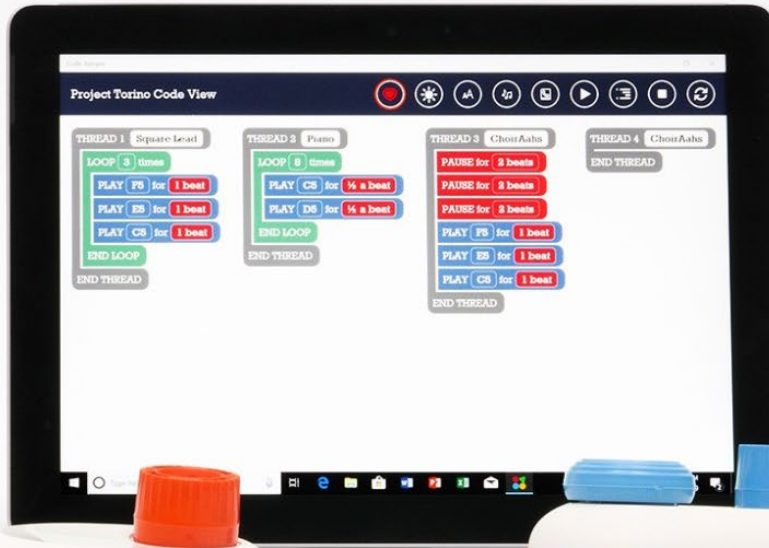 Project Torino Code View
THREAD 1 Square Lead
LOOP 3 times
PLAY F5 for 1 beat
PLAY E5 for 1 beat
PLAY C5 for 1 beat
END LOOP
END THREAD
THREAD 2 Piano
LOOP 8 times
PLAY C5 for ½ a beat
PLAY D5 for ½ a beat
END LOOP
END THREAD
THREAD 3 ChoirAahs
PAUSE for 2 beats
PAUSE for 2 beats
PAUSE for 2 beats
PLAY F5 for 1 beat
PLAY E5 for 1 beat
PLAY C5 for 1 beat
END THREAD
THREAD 4 ChoirAahs
END THREAD